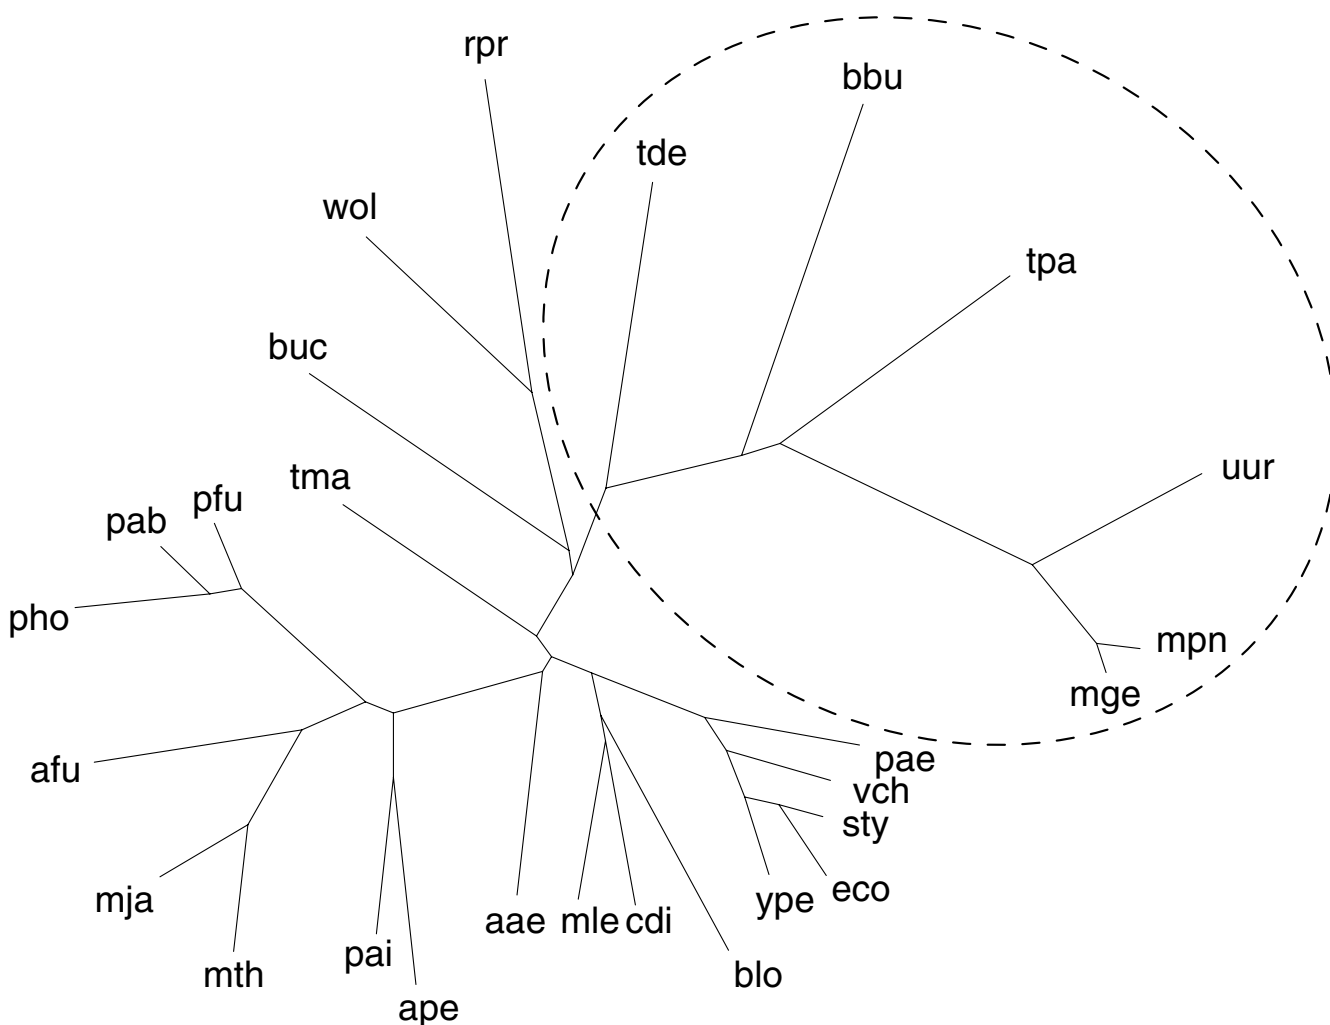 rpr
bbu
tde
wol
tpa
buc
uur
tma
pfu
pab
pho
mpn
mge
pae
afu
vch
sty
eco
mja
ype
aae
mle
cdi
pai
mth
blo
ape